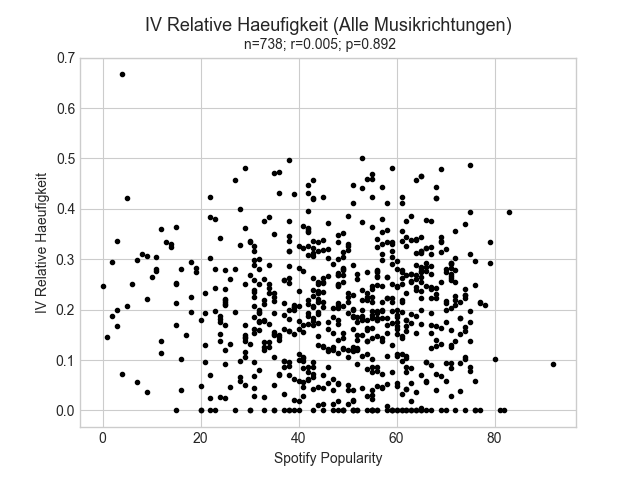 IV Relative Haeufigkeit (Alle Musikrichtungen)
n=738; r=0.005; p=0.892
0.7
0.6
0.5
0.4
0.3
0.2
0.1
0.0
IV Relative Haeufigkeit
0 20 40 60 80
Spotify Popularity